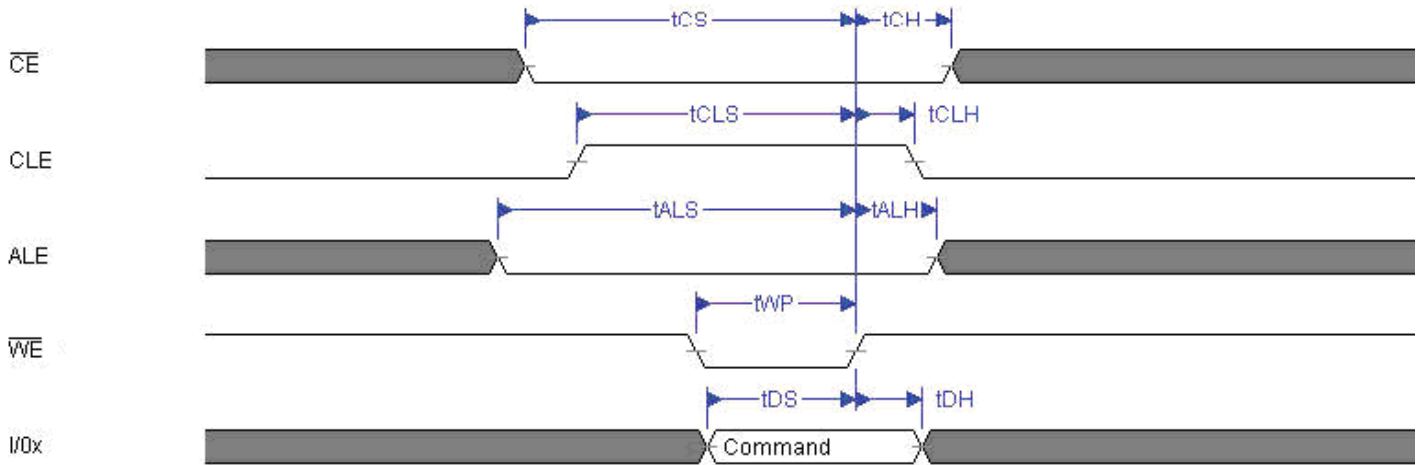 tCS tCH
CE
tCLS tCLH
CLE
tALS tALH
ALE
tWP
WE
tDS tDH
I/0x Command